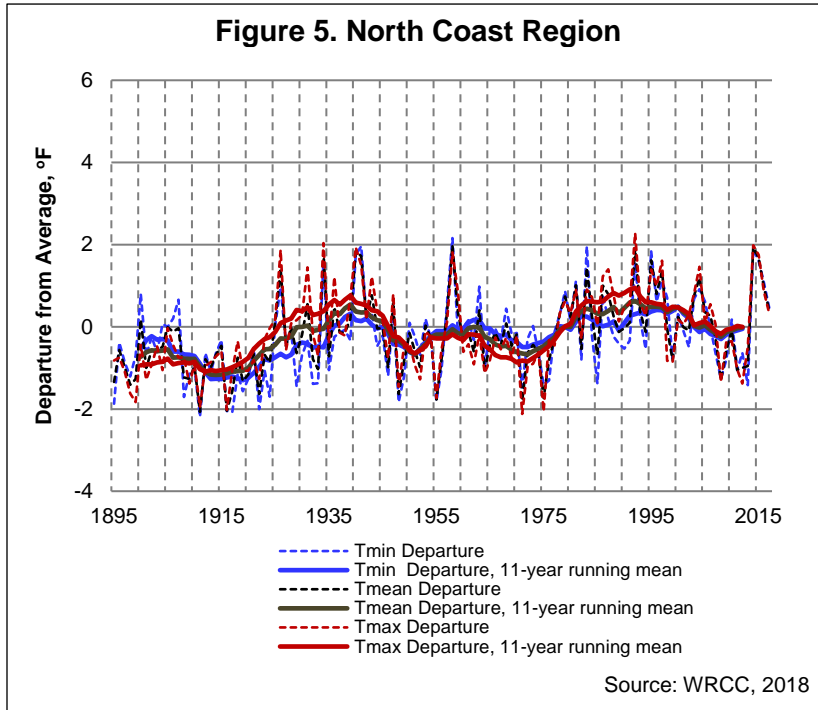 Figure 5. North Coast Region
Departure from Average, ºF
6
4
2
0
-2
-4
1895 1915 1935 1955 1975 1995 2015
Tmin Departure
Tmin Departure, 11-year running mean
Tmean Departure
Tmean Departure, 11-year running mean
Tmax Departure
Tmax Departure, 11-year running mean
Source: WRCC, 2018